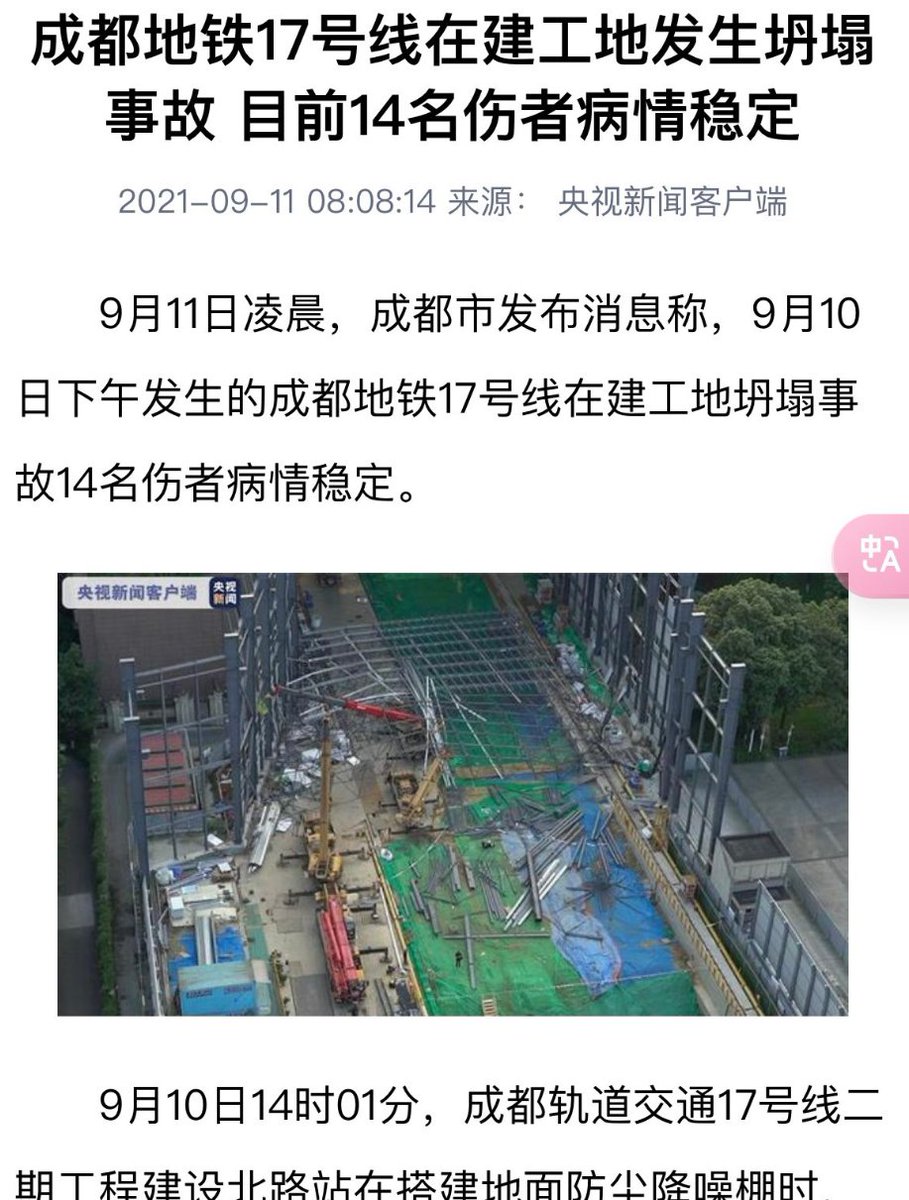 成都地铁17号线在建工地发生坍塌
事故 目前14名伤者病情稳定
2021-09-11 08:08:14 来源： 央视新闻客户端
9月11日凌晨，成都市发布消息称，9月10
日下午发生的成都地铁17号线在建工地坍塌事
故14名伤者病情稳定。
中A
央视新闻客户端 央视
新闻
9月10日14时01分，成都轨道交通17号线二
期工程建设北路站在搭建地面防尘降噪棚时，